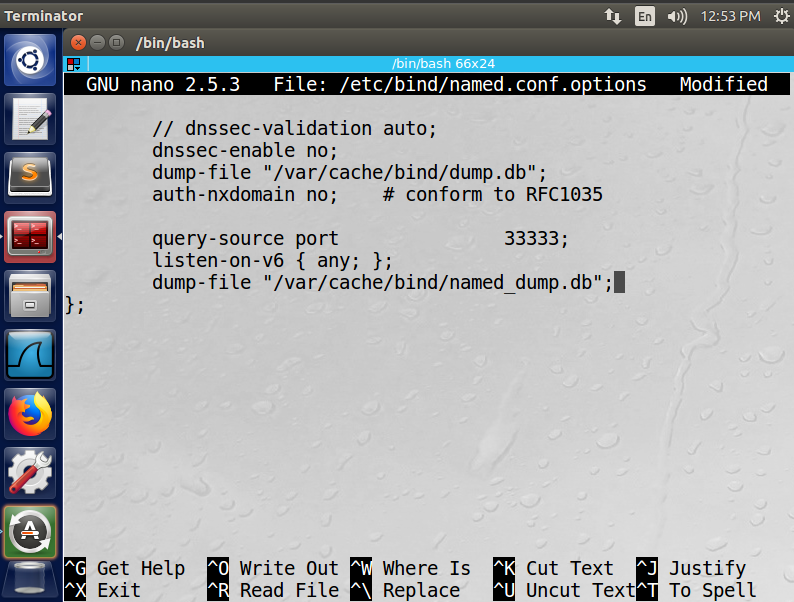 Terminator En 12:53 PM
/bin/bash
/bin/bash 66x24
GNU nano 2.5.3 File: /etc/bind/named.conf.options Modified
// dnssec-validation auto;
dnssec-enable no;
dump-file "/var/cache/bind/dump.db";
auth-nxdomain no; # conform to RFC1035
query-source port 33333;
listen-on-v6 { any; };
dump-file "/var/cache/bind/named_dump.db";
};
^G Get Help ^O Write Out ^W Where Is ^K Cut Text ^J Justify
^X Exit ^R Read File ^\ Replace ^U Uncut Text ^T To Spell